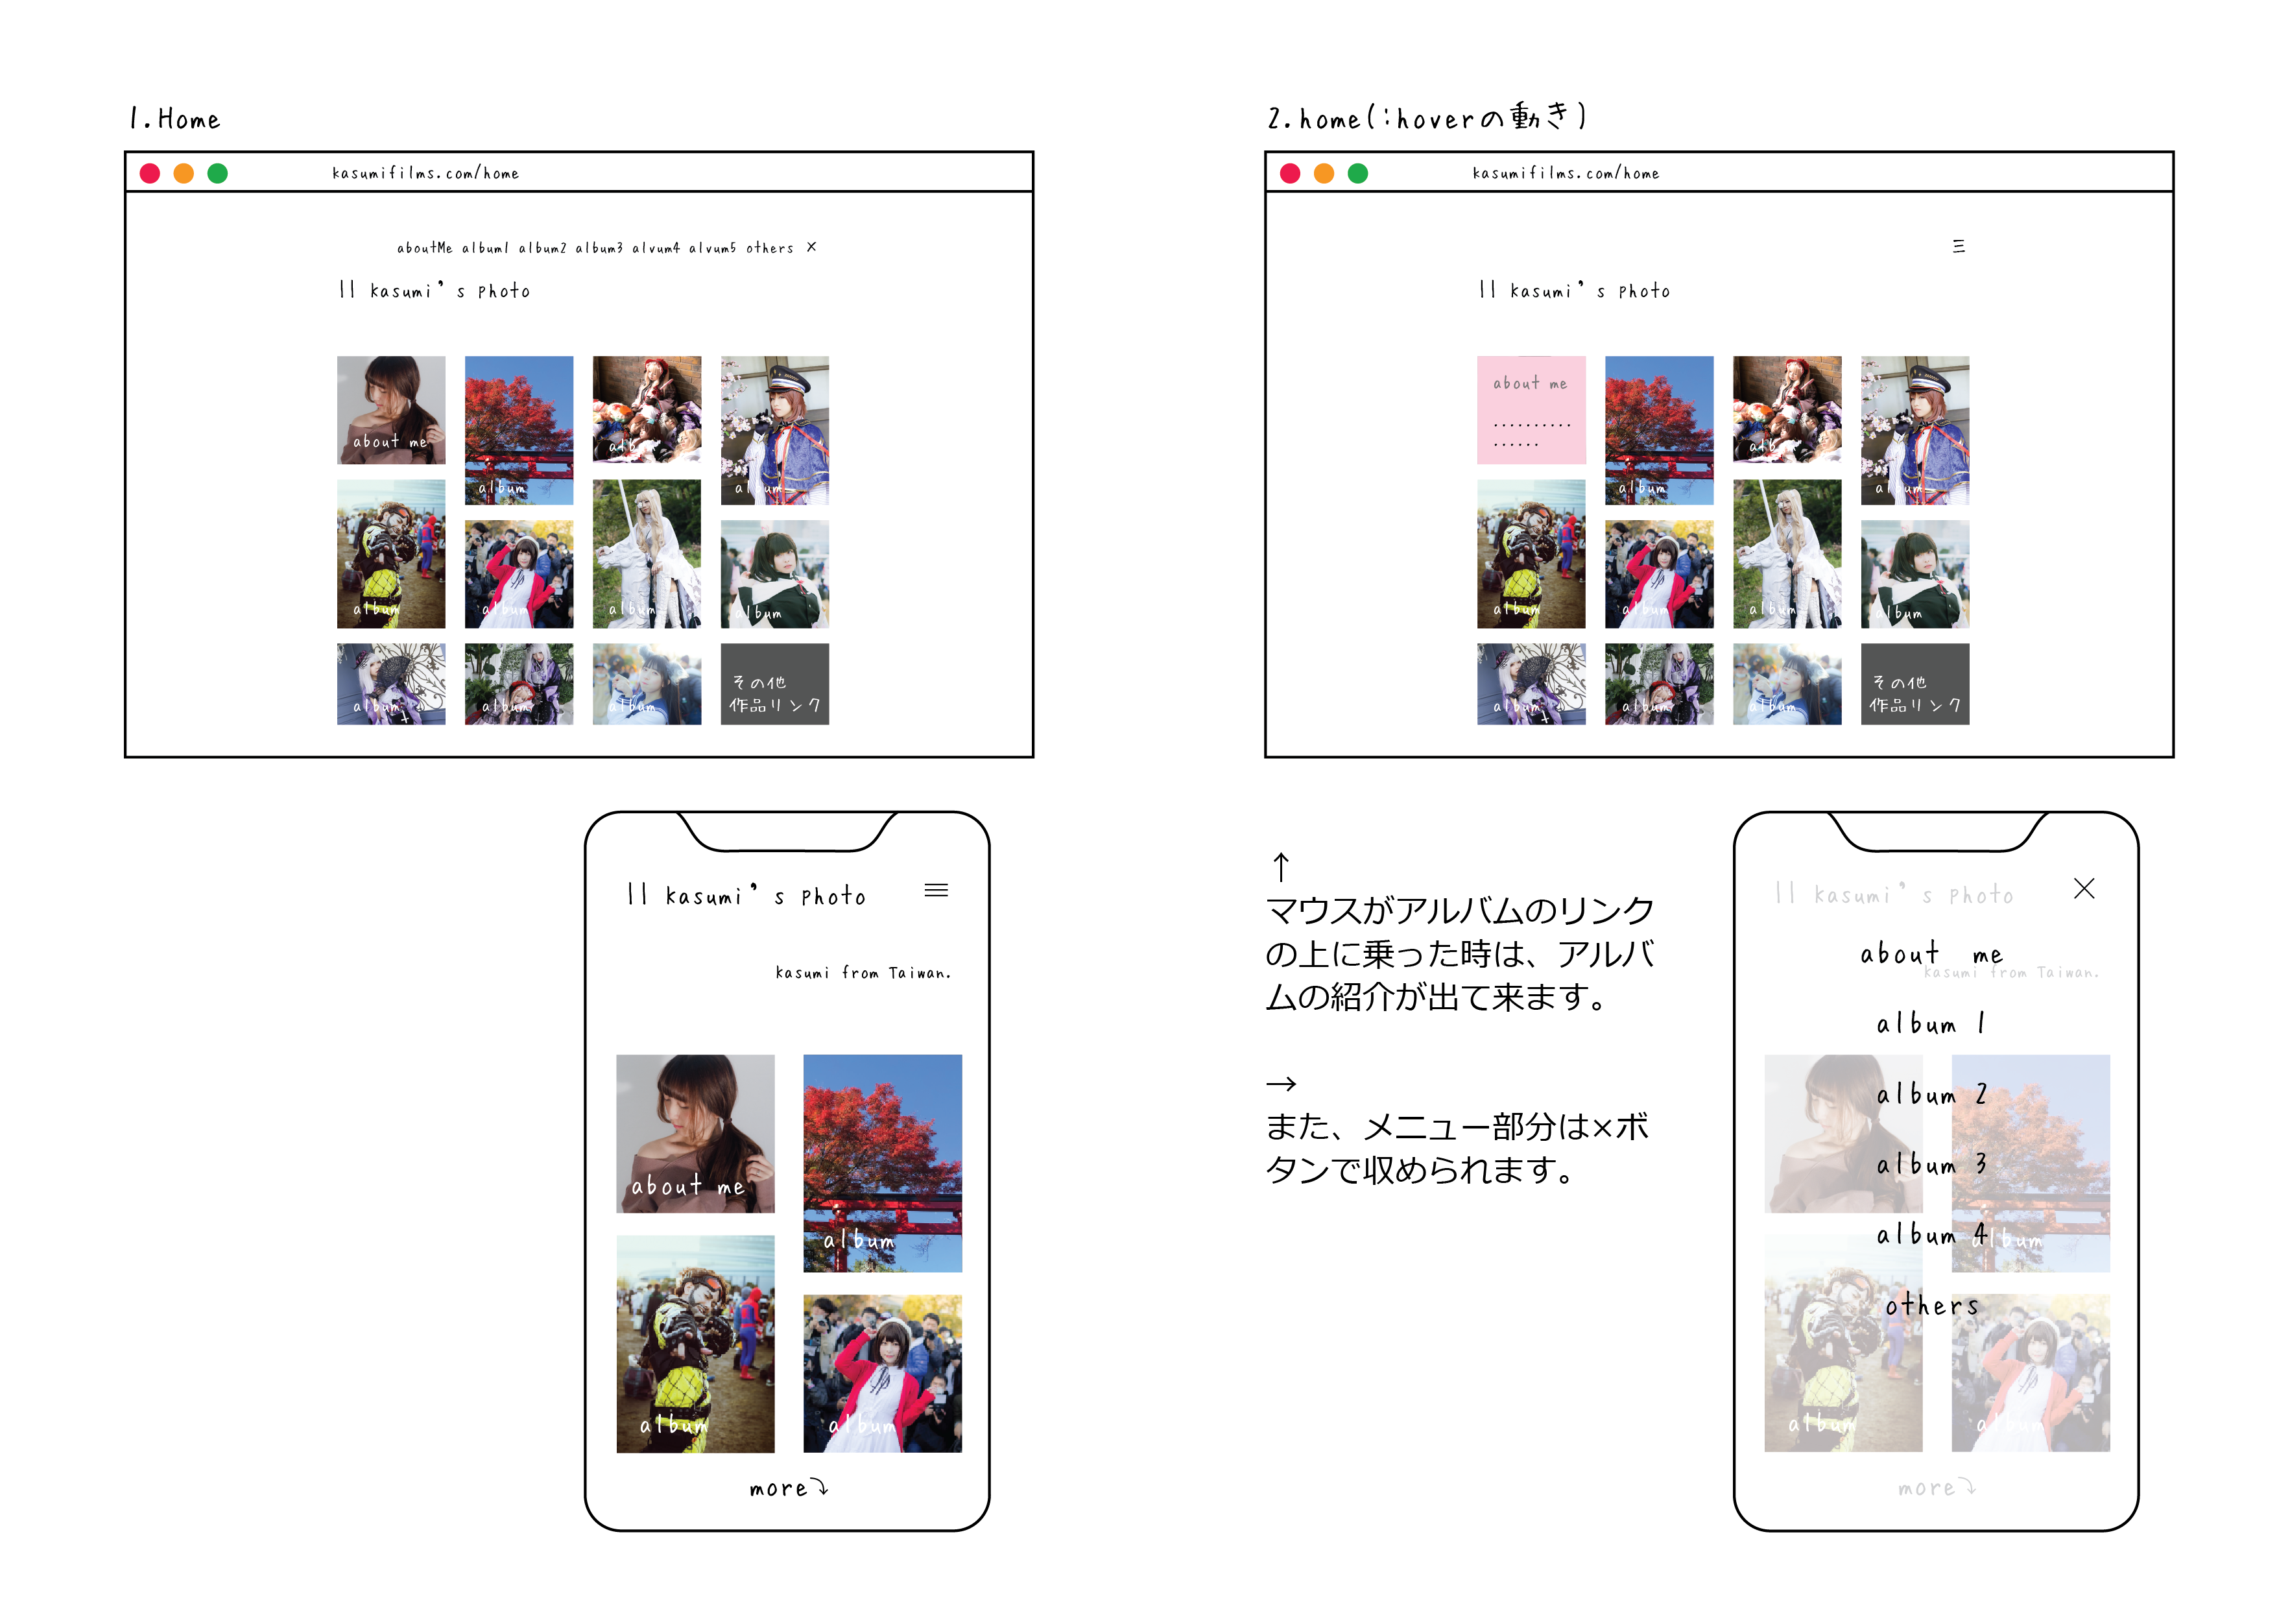 1.Home
kasumifilms.com/home
aboutMe album1 album2 album3 alvum4 alvum5 others ×
|| kasumi’s photo
about me
album
album
album
album
album
album
album
album
album
その他
作品リンク
|| kasumi’s photo
kasumi from Taiwan.
about me
album
album
album
more
2.home(:hoverの動き)
kasumifilms.com/home
|| kasumi’s photo
about me
..........
......
album
album
album
album
album
album
album
album
album
その他
作品リンク
↑
マウスがアルバムのリンク
の上に乗った時は、アルバ
ムの紹介が出て来ます。
→
また、メニュー部分は×ボ
タンで収められます。
|| kasumi’s photo ×
about me
kasumi from Taiwan.
album 1
album 2
album 3
album 4
album
others
album
album
more